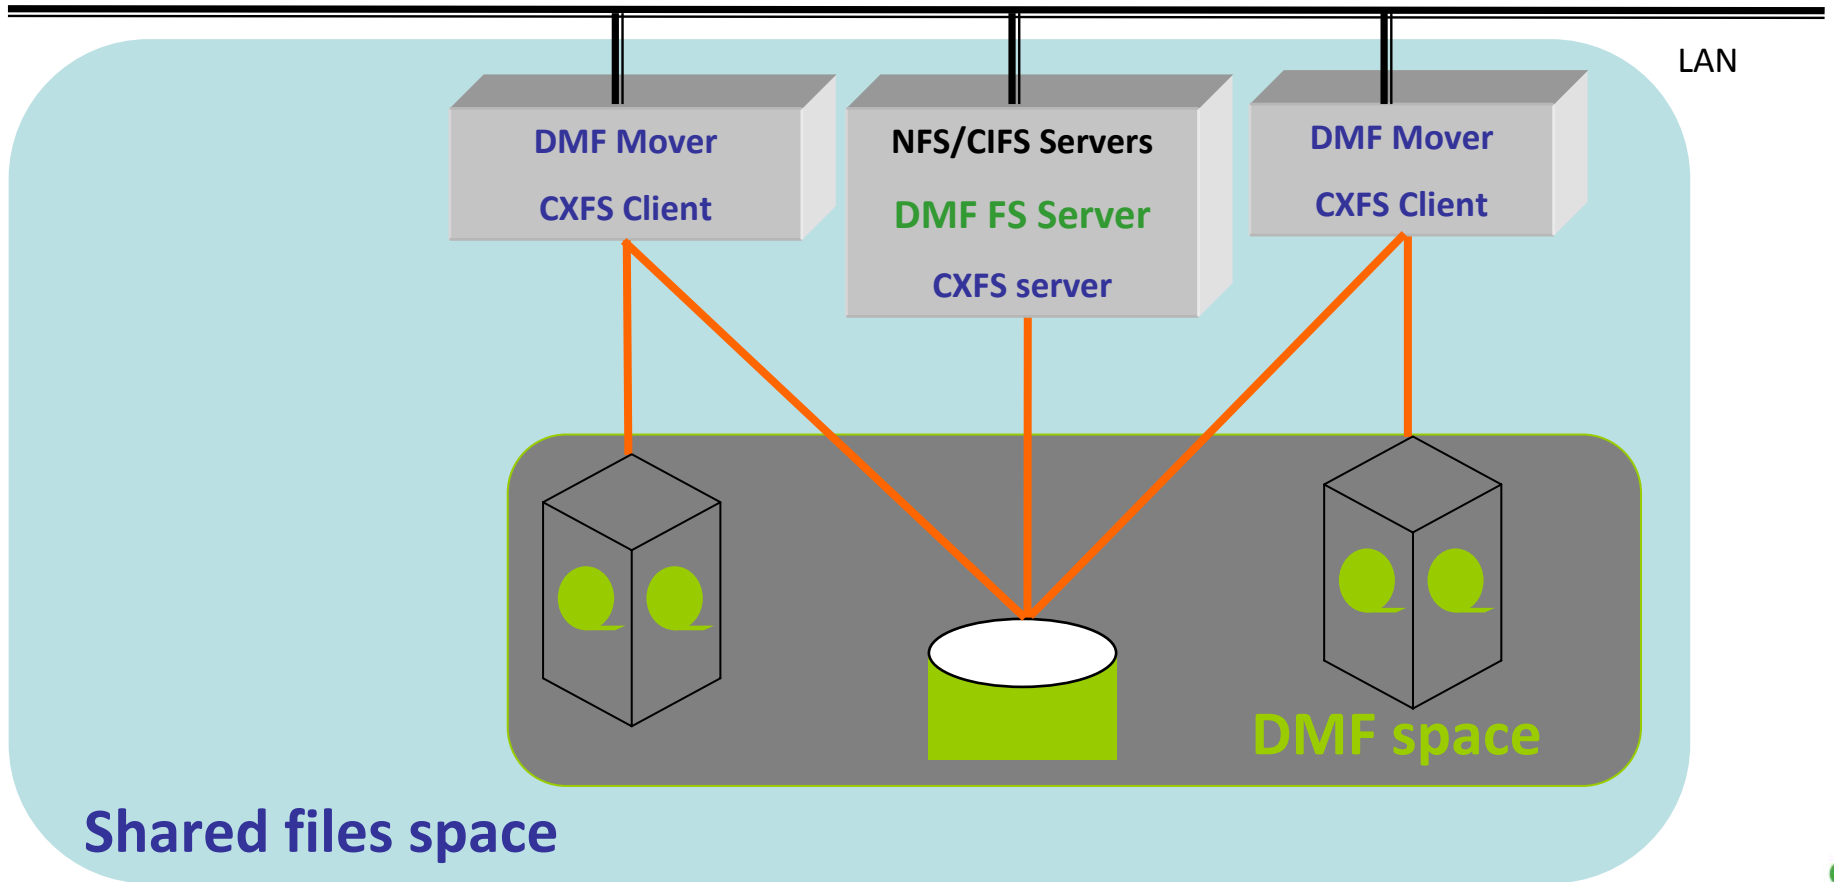 LAN
DMF Mover
CXFS Client
NFS/CIFS Servers
DMF FS Server
CXFS server
DMF Mover
CXFS Client
DMF space
Shared files space